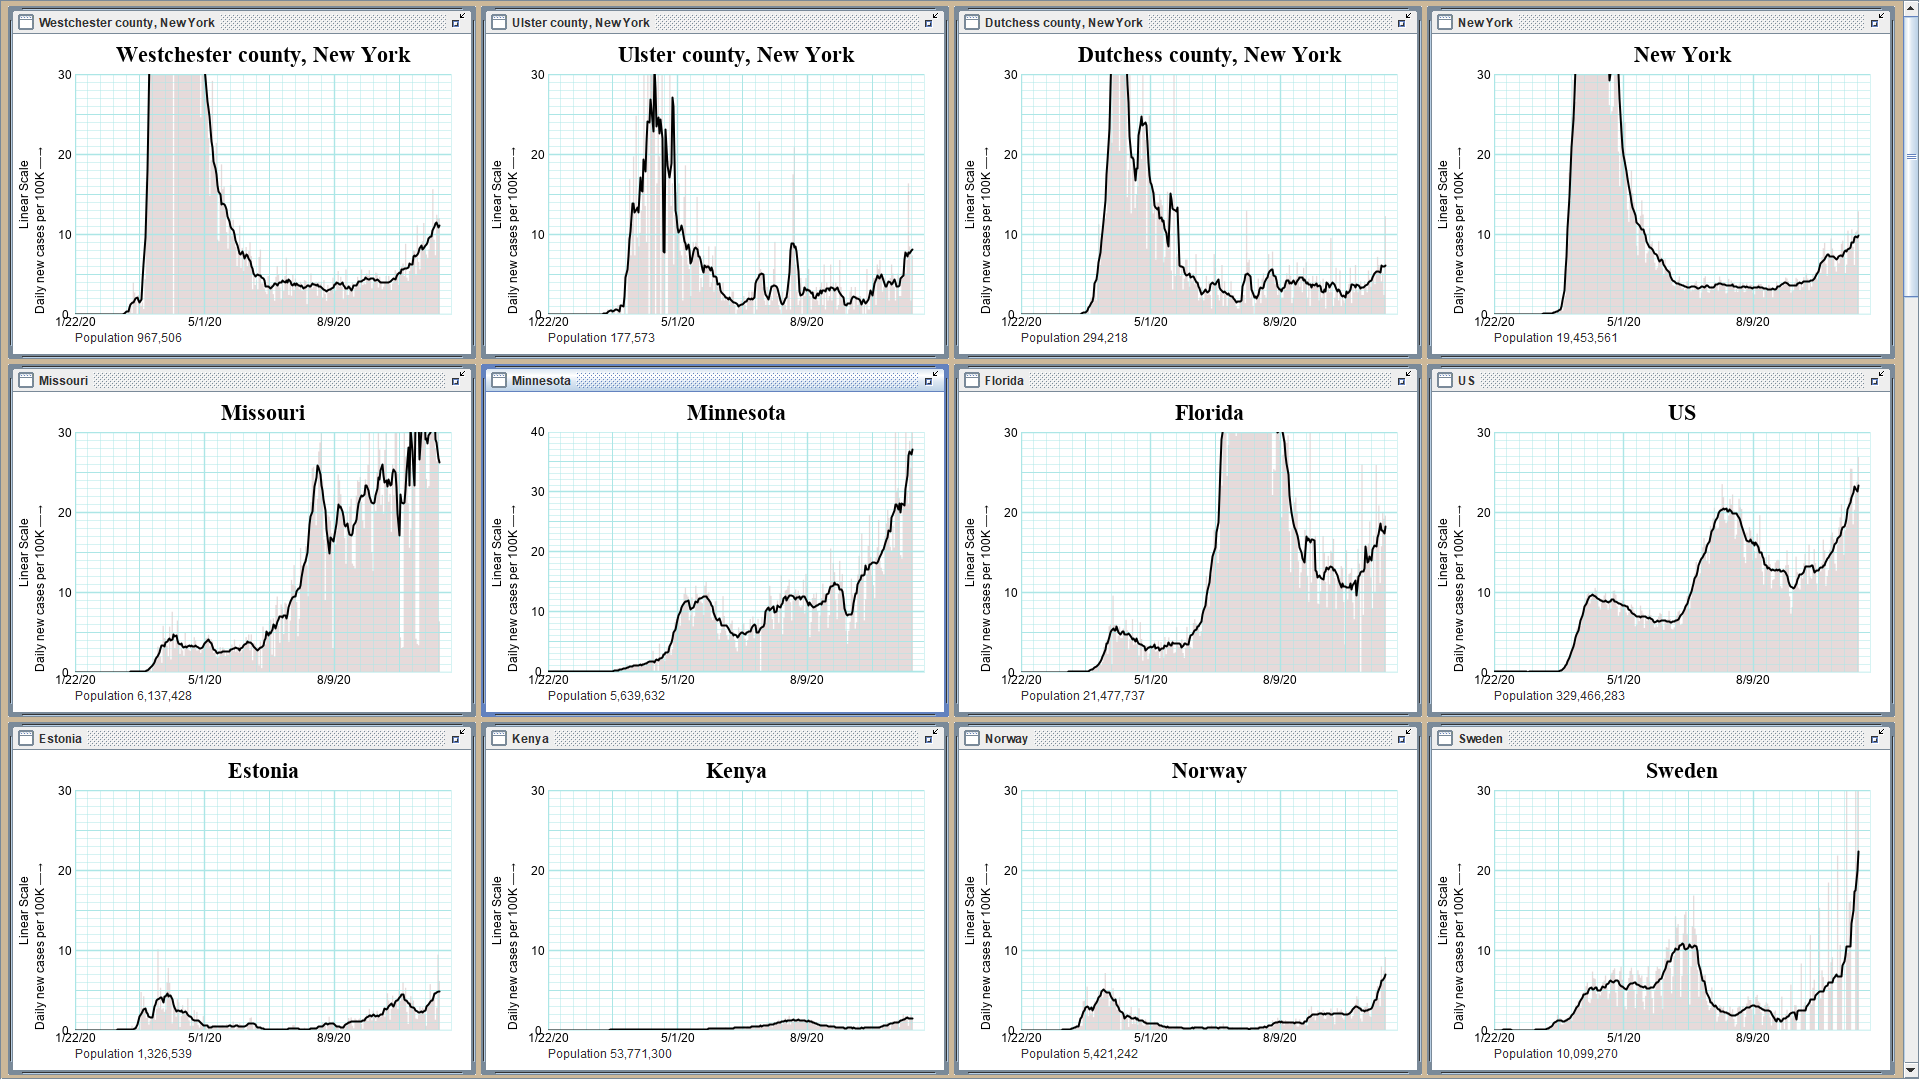 Westchester county, New York
Westchester county, New York
30
20
10
0
Linear Scale
Daily new cases per 100K —→
1/22/20 5/1/20 8/9/20
Population 967,506
Ulster county, New York
Ulster county, New York
30
20
10
0
Linear Scale
Daily new cases per 100K —→
1/22/20 5/1/20 8/9/20
Population 177,573
Dutchess county, New York
Dutchess county, New York
30
20
10
0
Linear Scale
Daily new cases per 100K —→
1/22/20 5/1/20 8/9/20
Population 294,218
New York
New York
30
20
10
0
Linear Scale
Daily new cases per 100K —→
1/22/20 5/1/20 8/9/20
Population 19,453,561
Missouri
Missouri
30
20
10
0
Linear Scale
Daily new cases per 100K —→
1/22/20 5/1/20 8/9/20
Population 6,137,428
Minnesota
Minnesota
40
30
20
10
0
Linear Scale
Daily new cases per 100K —→
1/22/20 5/1/20 8/9/20
Population 5,639,632
Florida
Florida
30
20
10
0
Linear Scale
Daily new cases per 100K —→
1/22/20 5/1/20 8/9/20
Population 21,477,737
US
US
30
20
10
0
Linear Scale
Daily new cases per 100K —→
1/22/20 5/1/20 8/9/20
Population 329,466,283
Estonia
Estonia
30
20
10
0
Linear Scale
Daily new cases per 100K —→
1/22/20 5/1/20 8/9/20
Population 1,326,539
Kenya
Kenya
30
20
10
0
Linear Scale
Daily new cases per 100K —→
1/22/20 5/1/20 8/9/20
Population 53,771,300
Norway
Norway
30
20
10
0
Linear Scale
Daily new cases per 100K —→
1/22/20 5/1/20 8/9/20
Population 5,421,242
Sweden
Sweden
30
20
10
0
Linear Scale
Daily new cases per 100K —→
1/22/20 5/1/20 8/9/20
Population 10,099,270